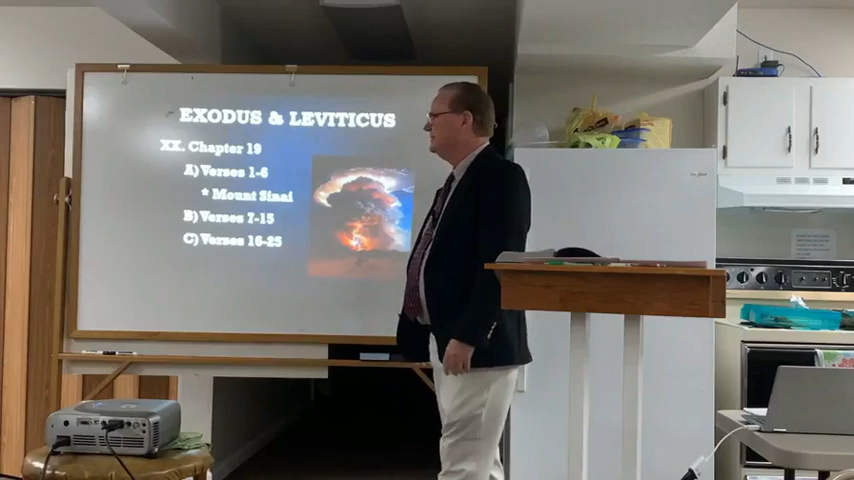 EXODUS & LEVITICUS
XX. Chapter 19
A) Verses 1-6
* Mount Sinai
B) Verses 7-15
C) Verses 16-25